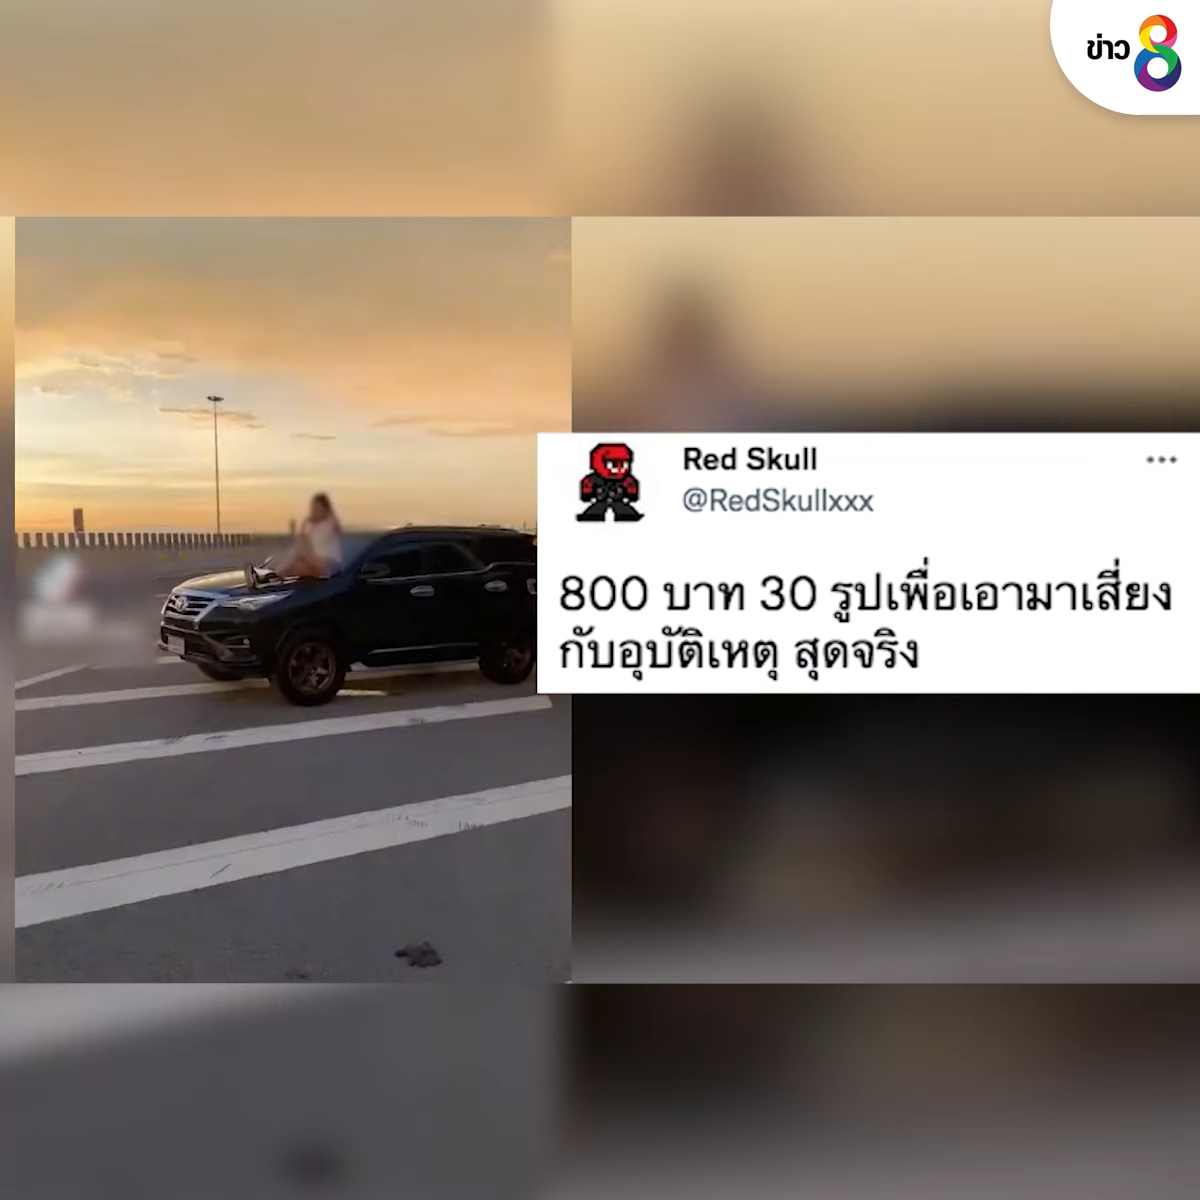 ข่าว 8
Red Skull
@RedSkullxxx
800 บาท 30 รูปเพื่อเอามาเสี่ยง
กับอุบัติเหตุ สุดจริง